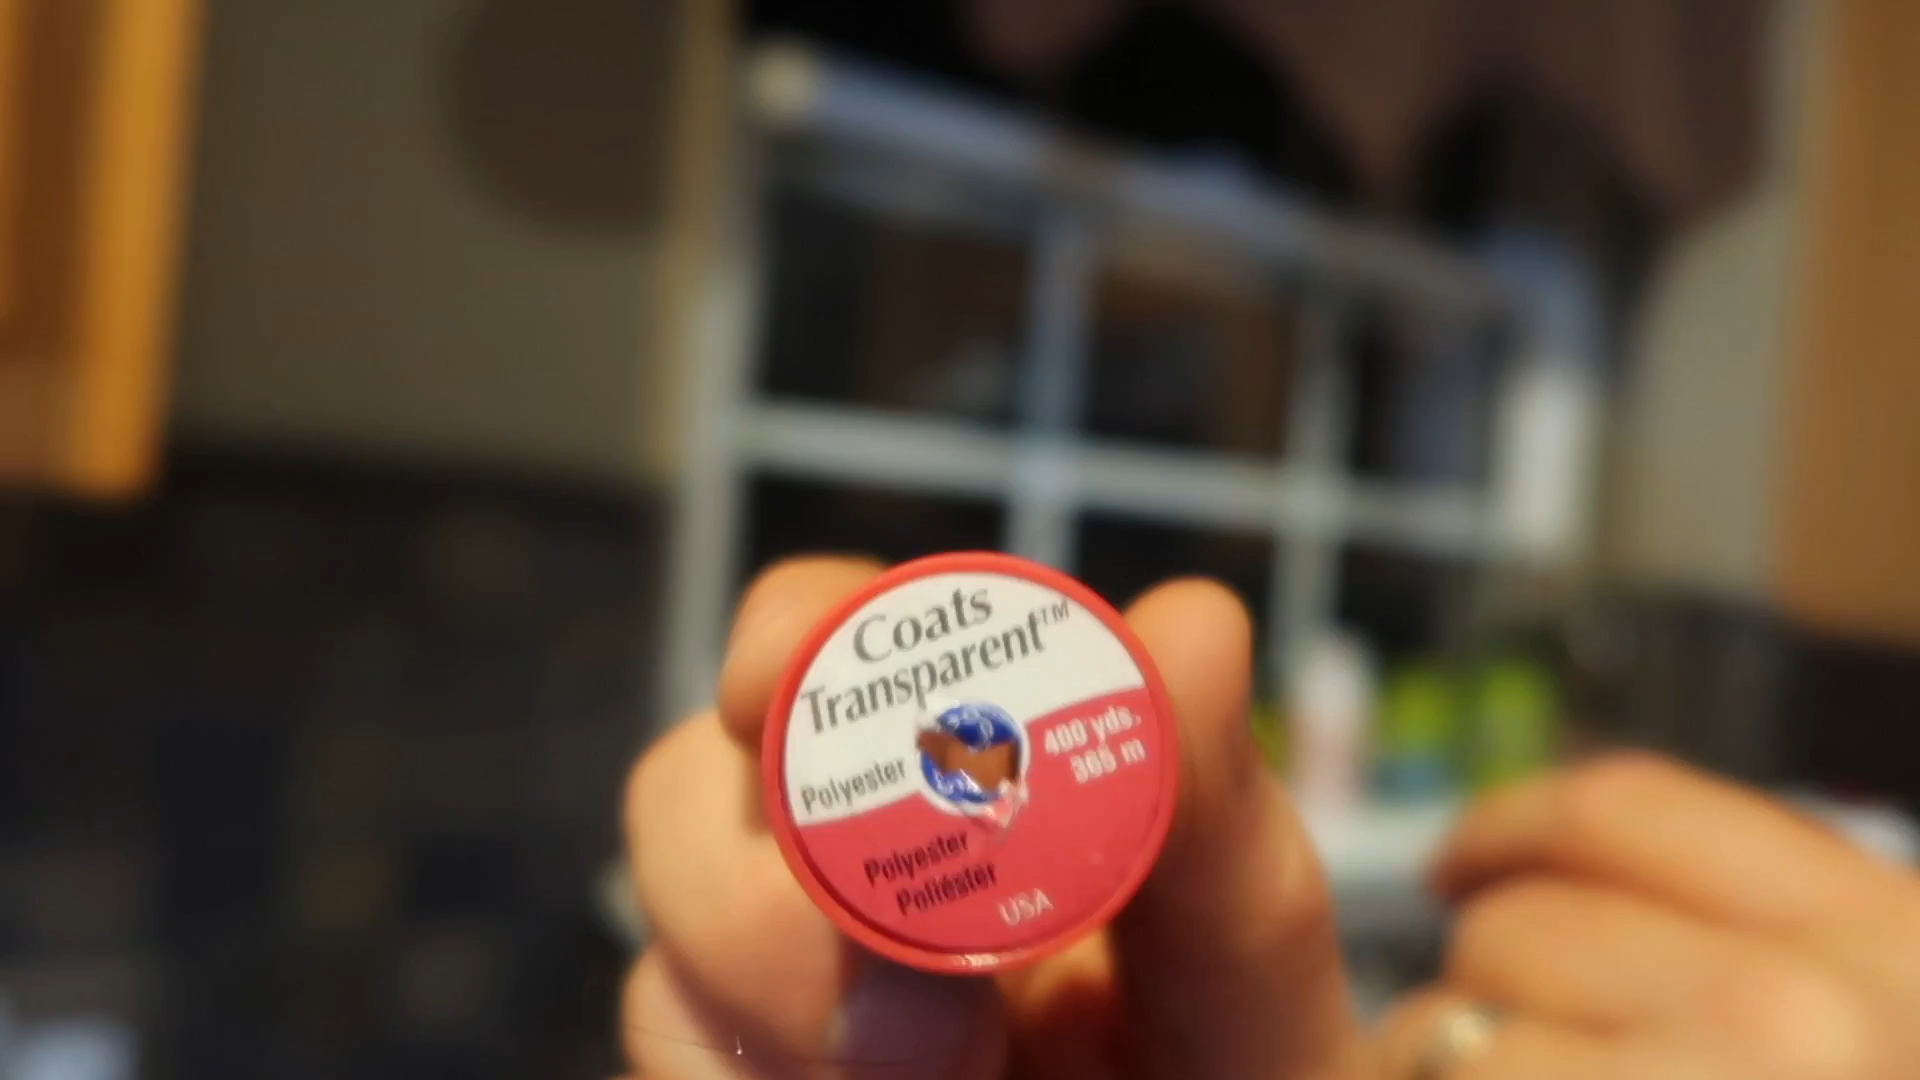 Coats
Transparent™
Polyester
400 yds.
365 m
Polyester
Poliéster
USA